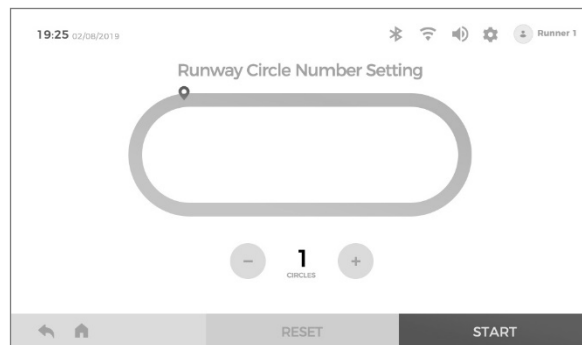 19:25 02/08/2019 Runner 1
Runway Circle Number Setting
− 1 +
CIRCLES
RESET START